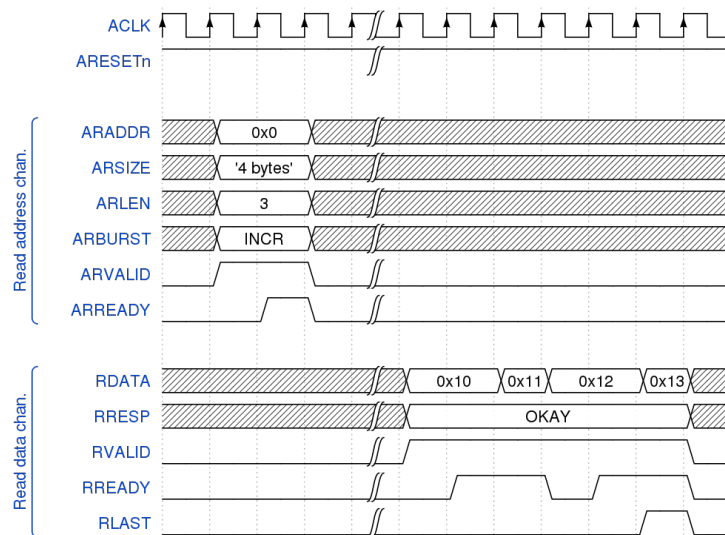 ACLK
ARESETn
Read address chan.
ARADDR 0x0
ARSIZE '4 bytes'
ARLEN 3
ARBURST INCR
ARVALID
ARREADY
Read data chan.
RDATA 0x10 0x11 0x12 0x13
RRESP OKAY
RVALID
RREADY
RLAST